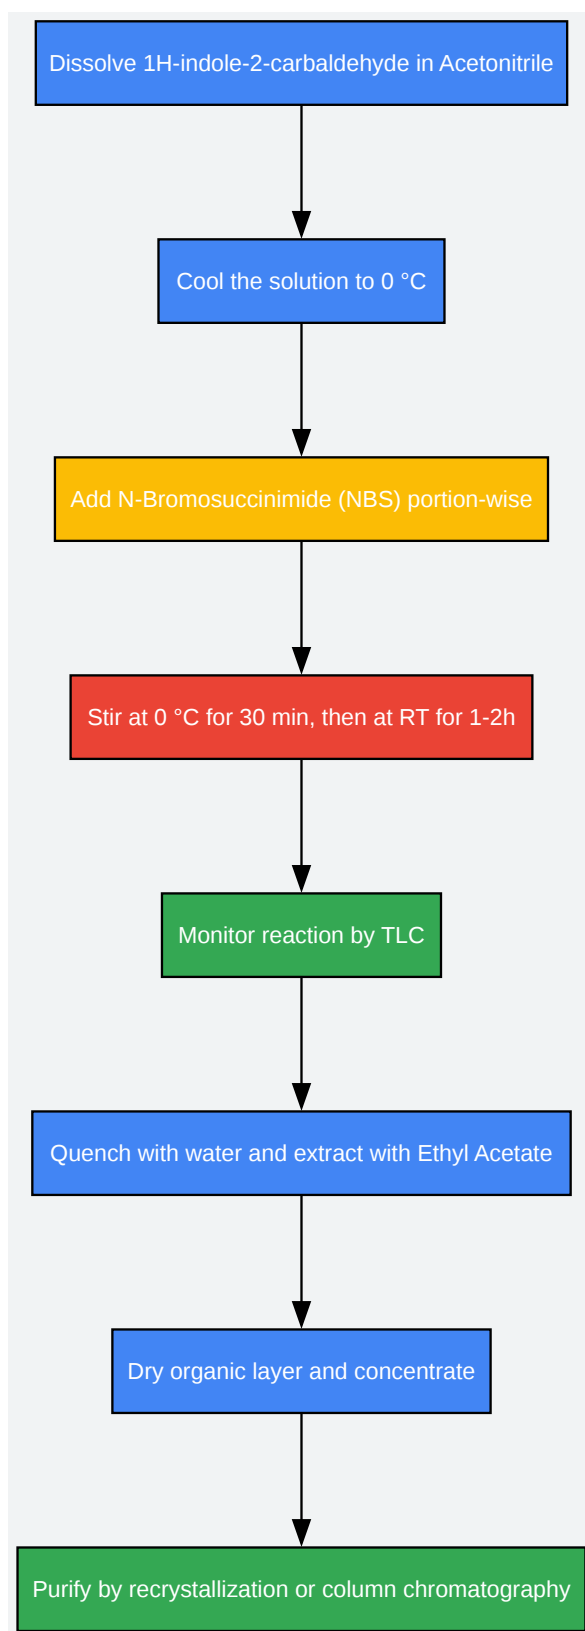 Dissolve 1H-indole-2-carbaldehyde in Acetonitrile
Cool the solution to 0 °C
Add N-Bromosuccinimide (NBS) portion-wise
Stir at 0 °C for 30 min, then at RT for 1-2h
Monitor reaction by TLC
Quench with water and extract with Ethyl Acetate
Dry organic layer and concentrate
Purify by recrystallization or column chromatography